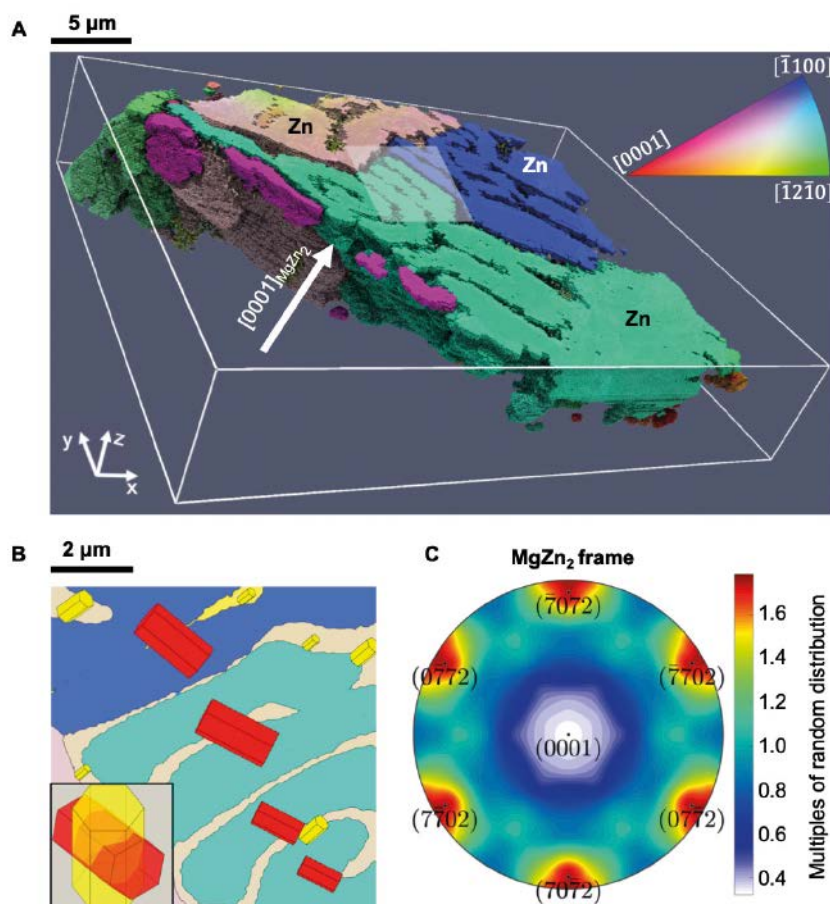 A
5 μm
Zn
Zn
Zn
[0001]MgZn₂
[0001]
[1̅100]
[1̅21̅0]
y
z
x
B
2 μm
C
MgZn₂ frame
(7̅072)
(07̅72)
(7̅702)
(0001)
(77̅02)
(077̅2)
(707̅2)
1.6
1.4
1.2
1.0
0.8
0.6
0.4
Multiples of random distribution